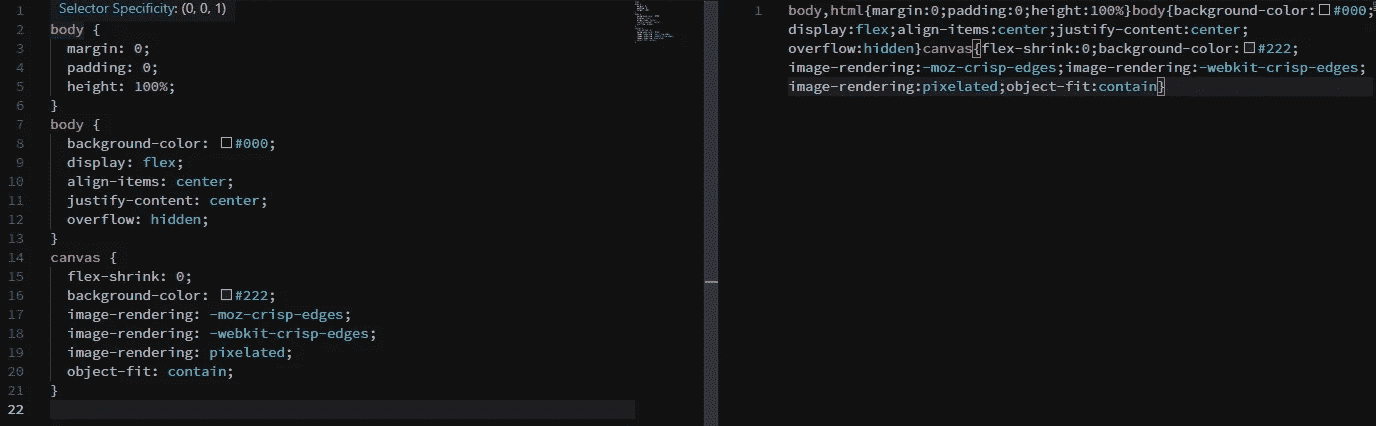 Selector Specificity: (0, 0, 1)
1
2 body {
3 margin: 0;
4 padding: 0;
5 height: 100%;
6 }
7 body {
8 background-color: #000;
9 display: flex;
10 align-items: center;
11 justify-content: center;
12 overflow: hidden;
13 }
14 canvas {
15 flex-shrink: 0;
16 background-color: #222;
17 image-rendering: -moz-crisp-edges;
18 image-rendering: -webkit-crisp-edges;
19 image-rendering: pixelated;
20 object-fit: contain;
21 }
22
1 body,html{margin:0;padding:0;height:100%}body{background-color:#000;
display:flex;align-items:center;justify-content:center;
overflow:hidden}canvas{flex-shrink:0;background-color:#222;
image-rendering:-moz-crisp-edges;image-rendering:-webkit-crisp-edges;
image-rendering:pixelated;object-fit:contain}